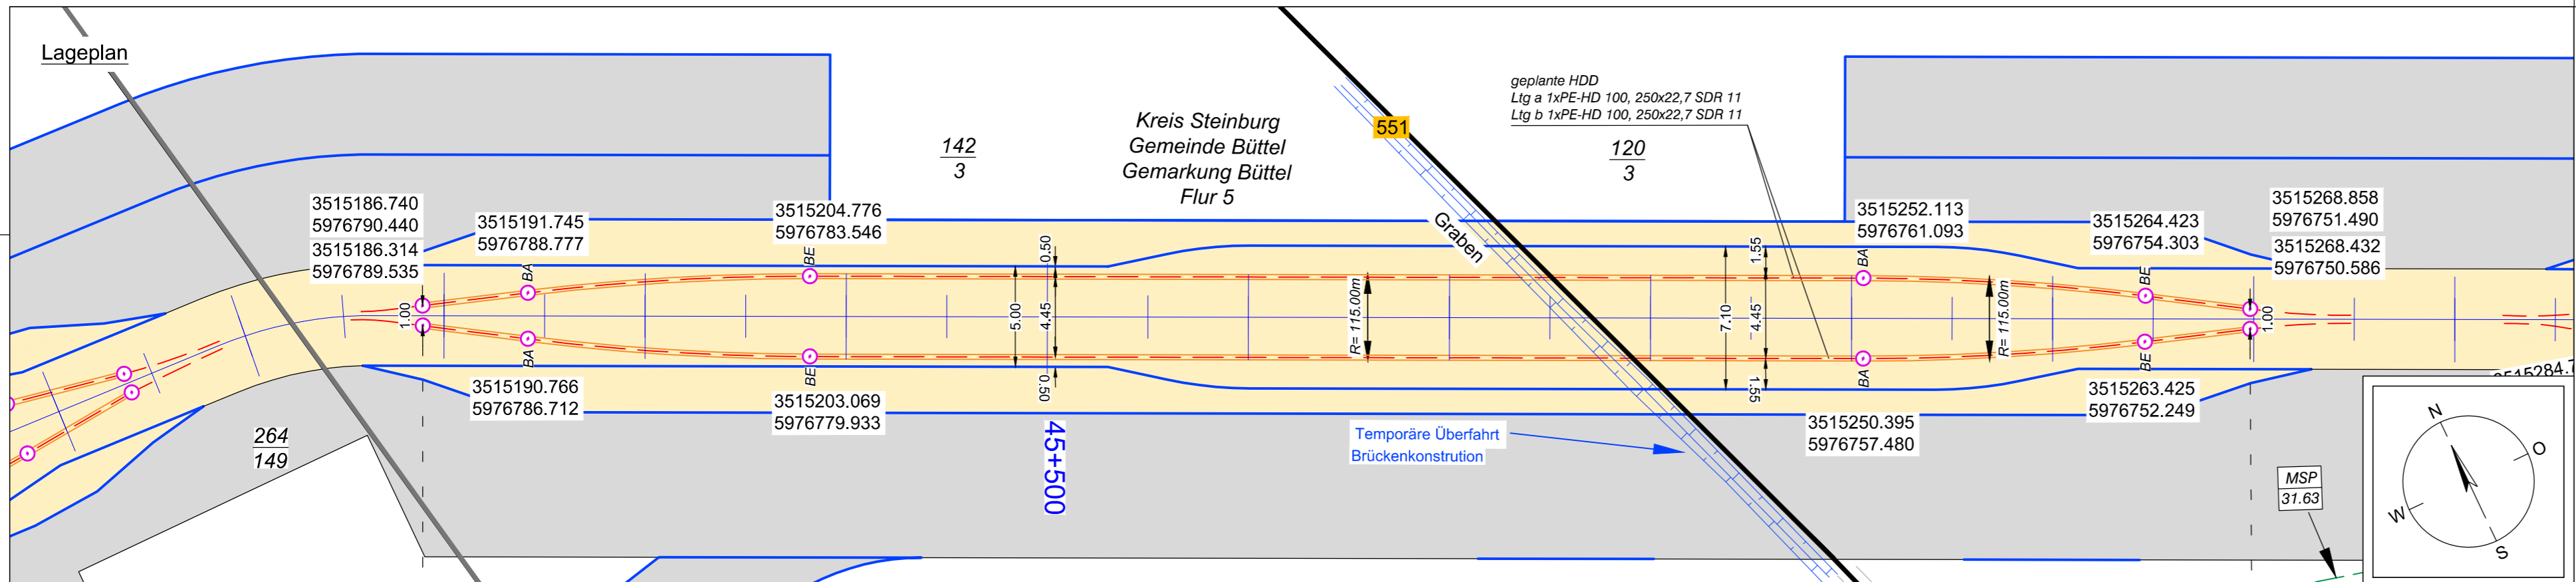 Lageplan
geplante HDD
Ltg a 1xPE-HD 100, 250x22,7 SDR 11
Ltg b 1xPE-HD 100, 250x22,7 SDR 11
Kreis Steinburg
Gemeinde Büttel
Gemarkung Büttel
Flur 5
142
3
551
120
3
3515186.740
5976790.440
3515186.314
5976789.535
3515191.745
5976788.777
3515204.776
5976783.546
3515252.113
5976761.093
3515264.423
5976754.303
3515268.858
5976751.490
3515268.432
5976750.586
Graben
BA
BE
BA
BE
0.50
1.55
1.00
5.00
4.45
R= 115.00m
7.10
4.45
R= 115.00m
1.00
BA
BE
BA
BE
0.50
1.55
3515190.766
5976786.712
3515203.069
5976779.933
3515250.395
5976757.480
3515263.425
5976752.249
264
149
45+500
Temporäre Überfahrt
Brückenkonstrution
MSP
31.63
N
O
W
S